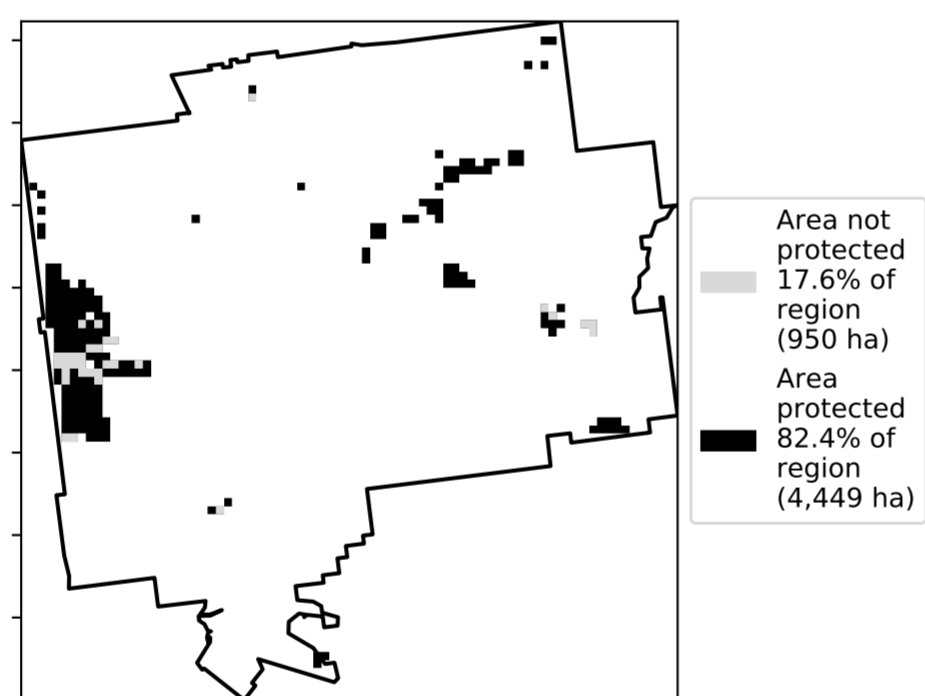 Area not
protected
17.6% of
region
(950 ha)
Area
protected
82.4% of
region
(4,449 ha)